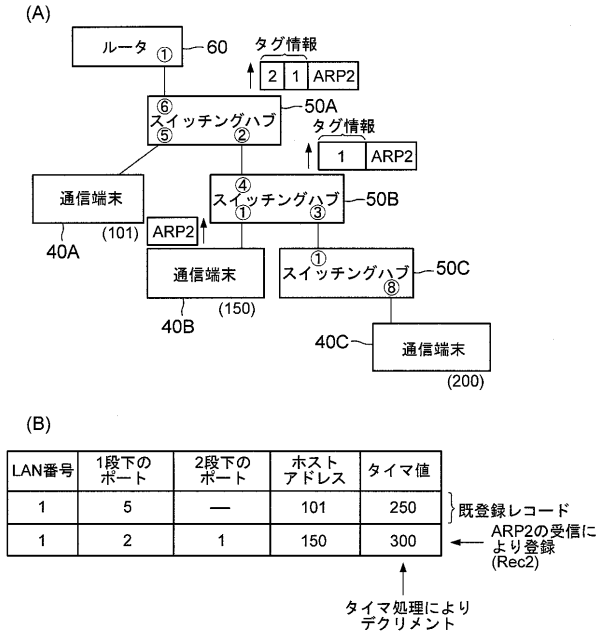 (A)
ルータ
①
60
タグ情報
2 1 ARP2
⑥
スイッチングハブ
⑤ ②
50A
タグ情報
1 ARP2
通信端末
(101)
40A
④
スイッチングハブ
① ③
50B
ARP2
通信端末
(150)
40B
①
スイッチングハブ
⑧
50C
40C
通信端末
(200)
(B)
LAN番号 1段下のポート 2段下のポート ホストアドレス タイマ値
1 5 — 101 250
既登録レコード
1 2 1 150 300
ARP2の受信に
より登録
(Rec2)
タイマ処理により
デクリメント